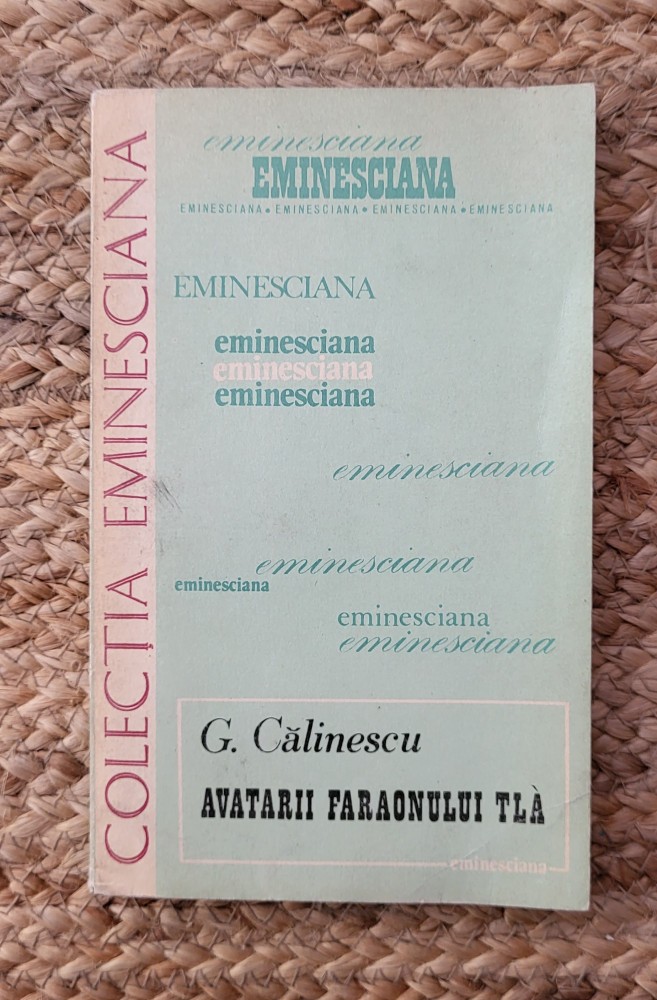 COLECȚIA EMINESCIANA
eminesciana
EMINESCIANA
EMINESCIANA • EMINESCIANA • EMINESCIANA • EMINESCIANA
EMINESCIANA
eminesciana
eminesciana
eminesciana
eminesciana
eminesciana
eminesciana
eminesciana
eminesciana
G. Călinescu
AVATARII FARAONULUI TLÀ
eminesciana